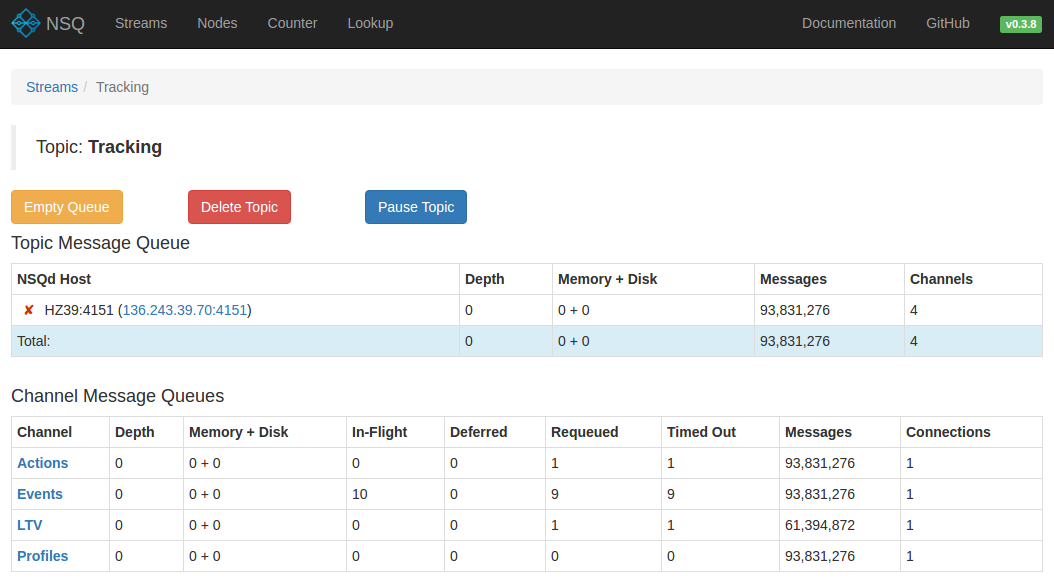 NSQ Streams Nodes Counter Lookup Documentation GitHub v0.3.8
Streams / Tracking
Topic: Tracking
Empty Queue Delete Topic Pause Topic
Topic Message Queue
NSQd Host Depth Memory + Disk Messages Channels
✘ HZ39:4151 (136.243.39.70:4151) 0 0 + 0 93,831,276 4
Total: 0 0 + 0 93,831,276 4
Channel Message Queues
Channel Depth Memory + Disk In-Flight Deferred Requeued Timed Out Messages Connections
Actions 0 0 + 0 0 0 1 1 93,831,276 1
Events 0 0 + 0 10 0 9 9 93,831,276 1
LTV 0 0 + 0 0 0 1 1 61,394,872 1
Profiles 0 0 + 0 0 0 0 0 93,831,276 1